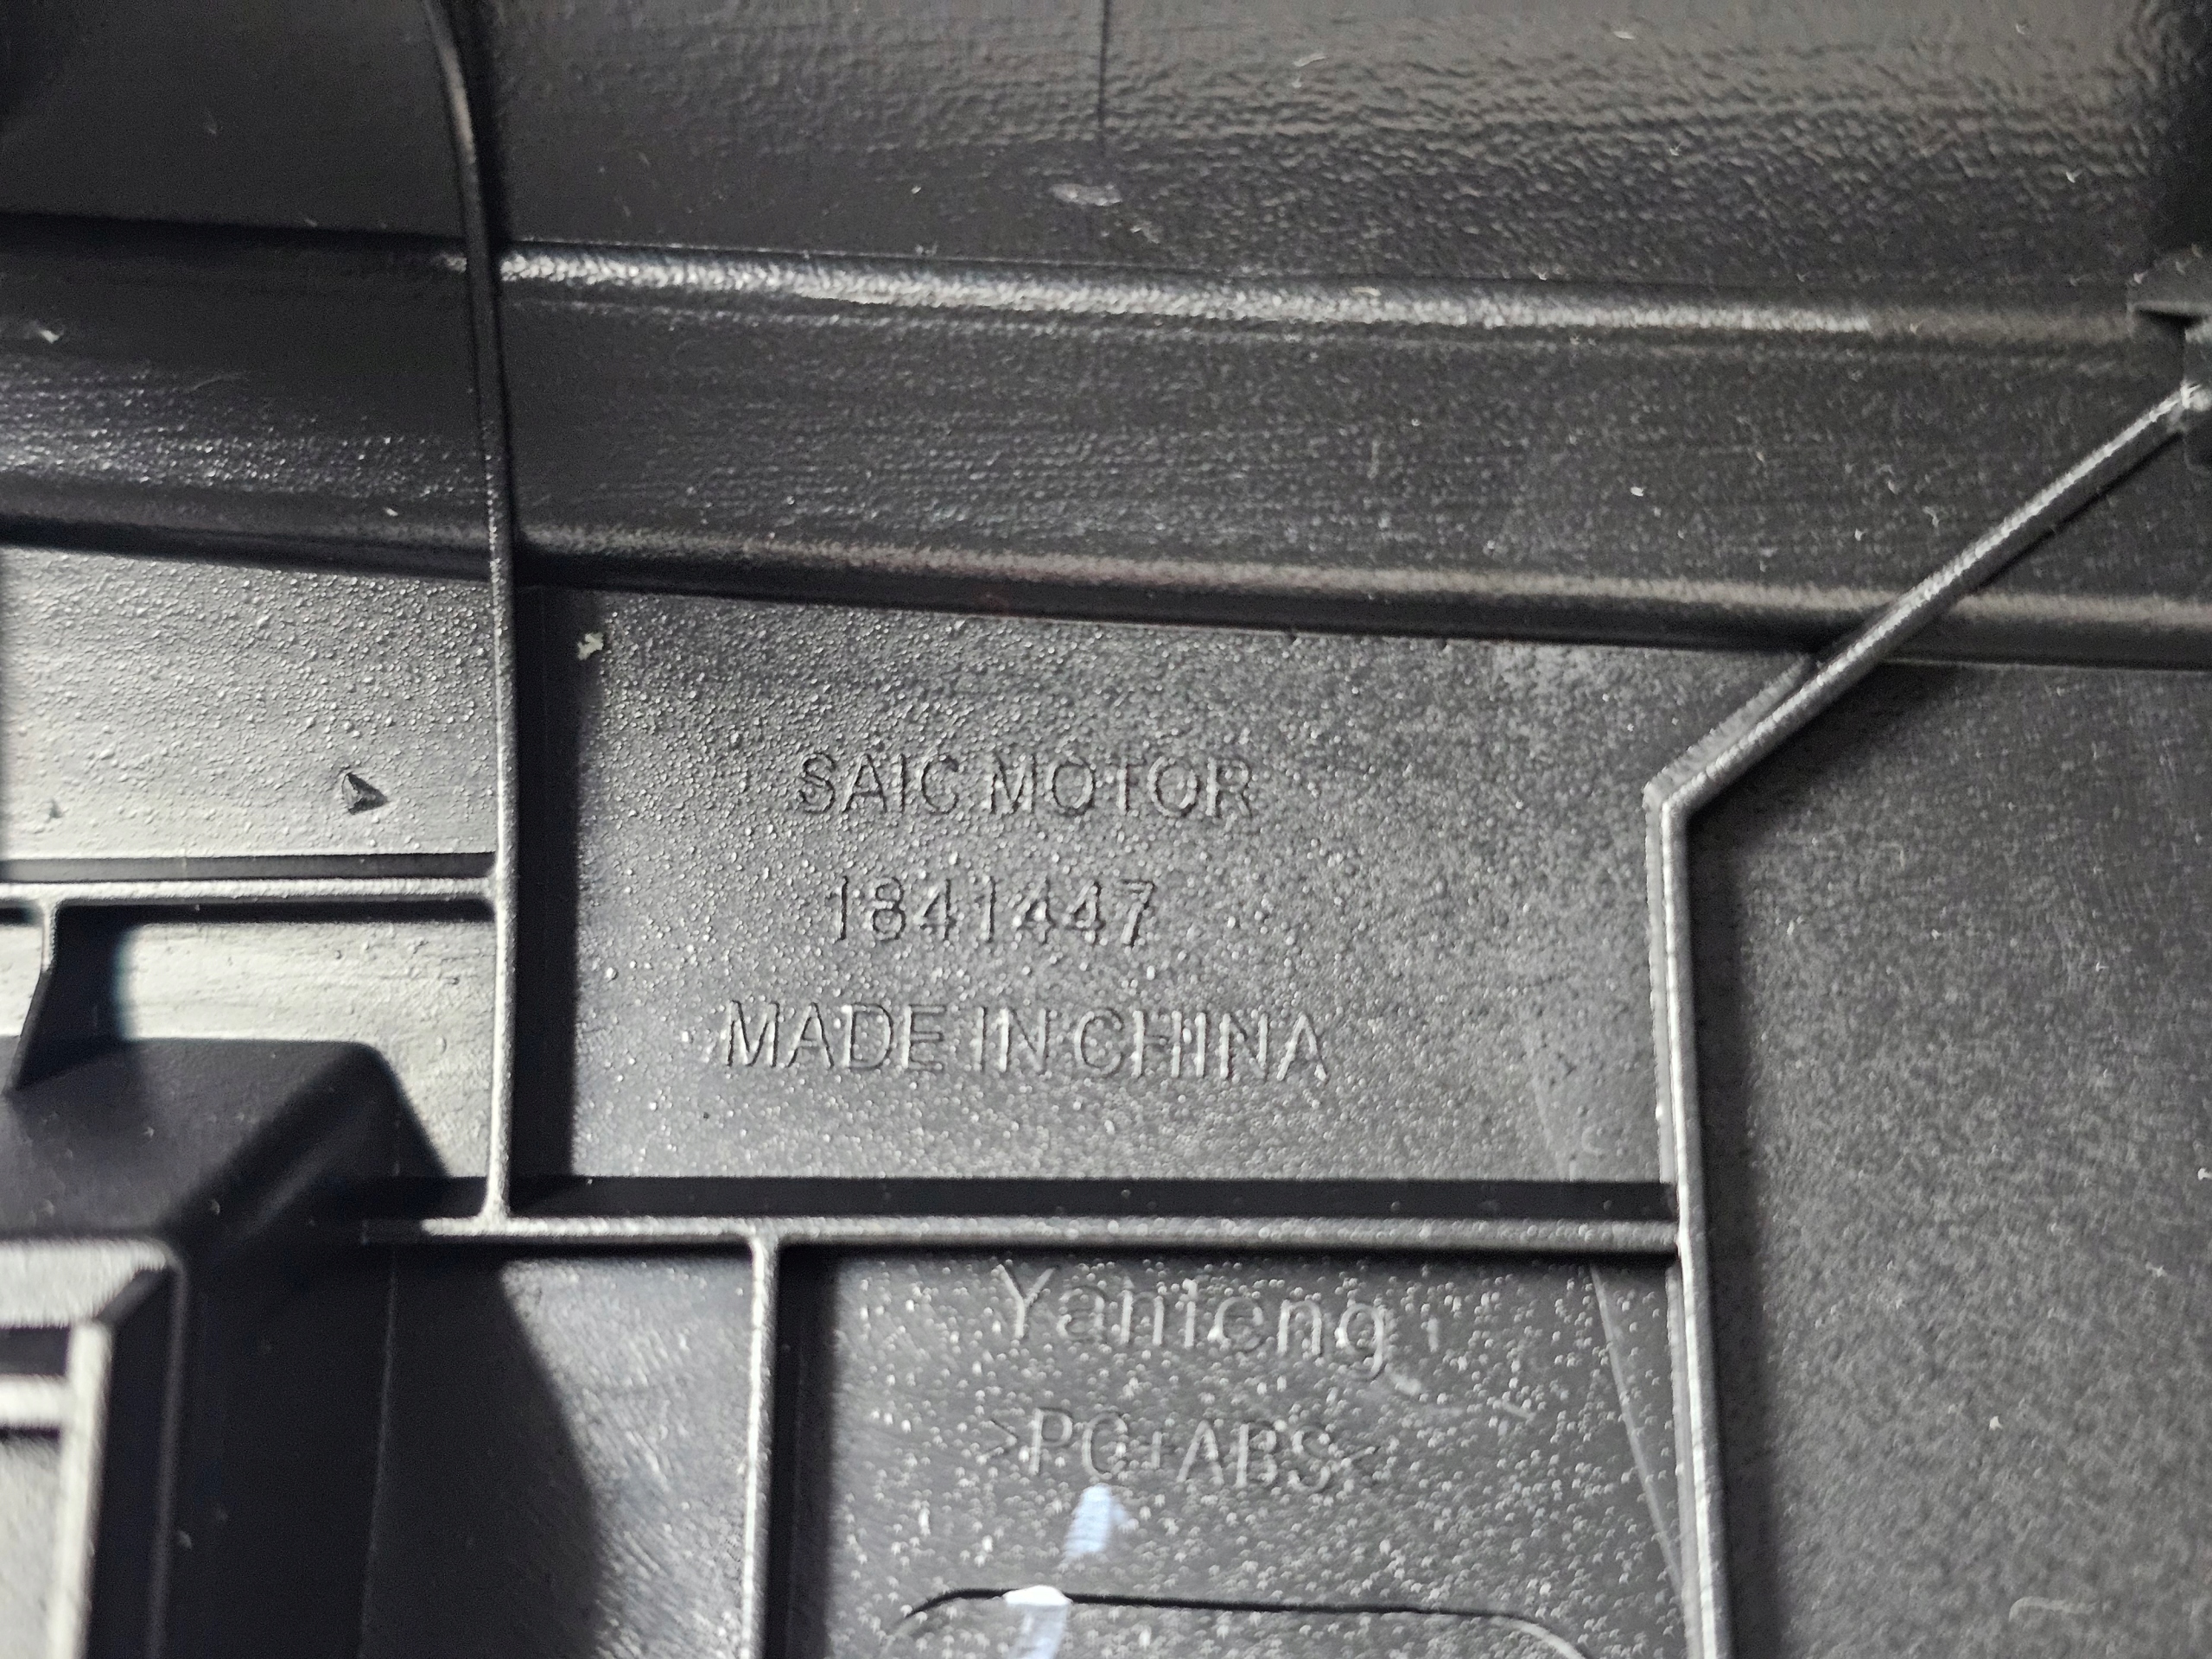 SAIC MOTOR
1841447
MADE IN CHINA
Yanfeng
>PC+ABS<